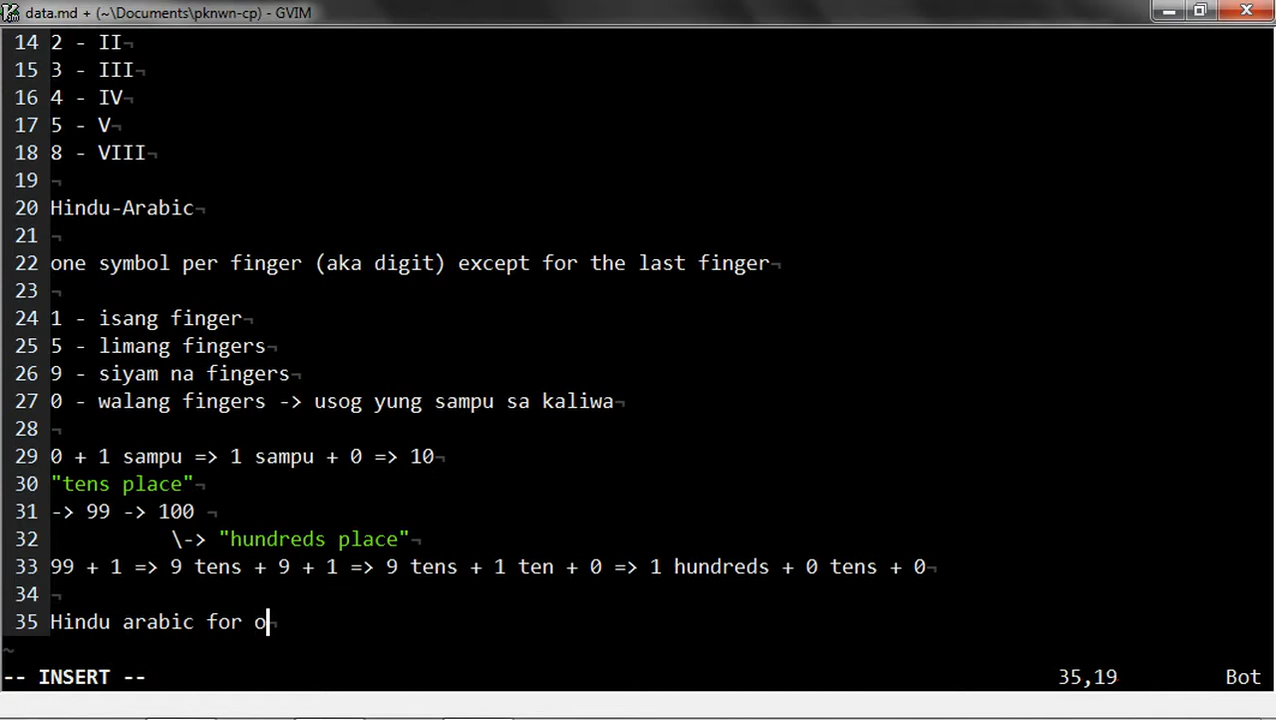 data.md + (~\Documents\pknwn-cp) - GVIM
14 2 - II¬
15 3 - III¬
16 4 - IV¬
17 5 - V¬
18 8 - VIII¬
19 ¬
20 Hindu-Arabic¬
21 ¬
22 one symbol per finger (aka digit) except for the last finger¬
23 ¬
24 1 - isang finger¬
25 5 - limang fingers¬
26 9 - siyam na fingers¬
27 0 - walang fingers -> usog yung sampu sa kaliwa¬
28 ¬
29 0 + 1 sampu => 1 sampu + 0 => 10¬
30 "tens place"¬
31 -> 99 -> 100 ¬
32           \-> "hundreds place"¬
33 99 + 1 => 9 tens + 9 + 1 => 9 tens + 1 ten + 0 => 1 hundreds + 0 tens + 0¬
34 ¬
35 Hindu arabic for o¬
~
-- INSERT -- 35,19 Bot